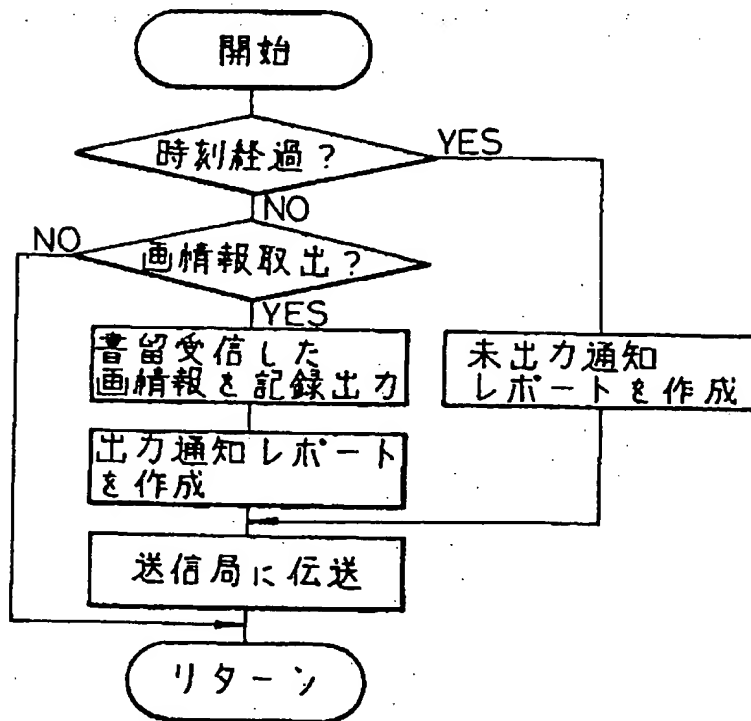 開始
時刻経過?
YES
NO
NO
画情報取出?
YES
書留受信した
画情報を記録出力
未出力通知
レポートを作成
出力通知レポート
を作成
送信局に伝送
リターン